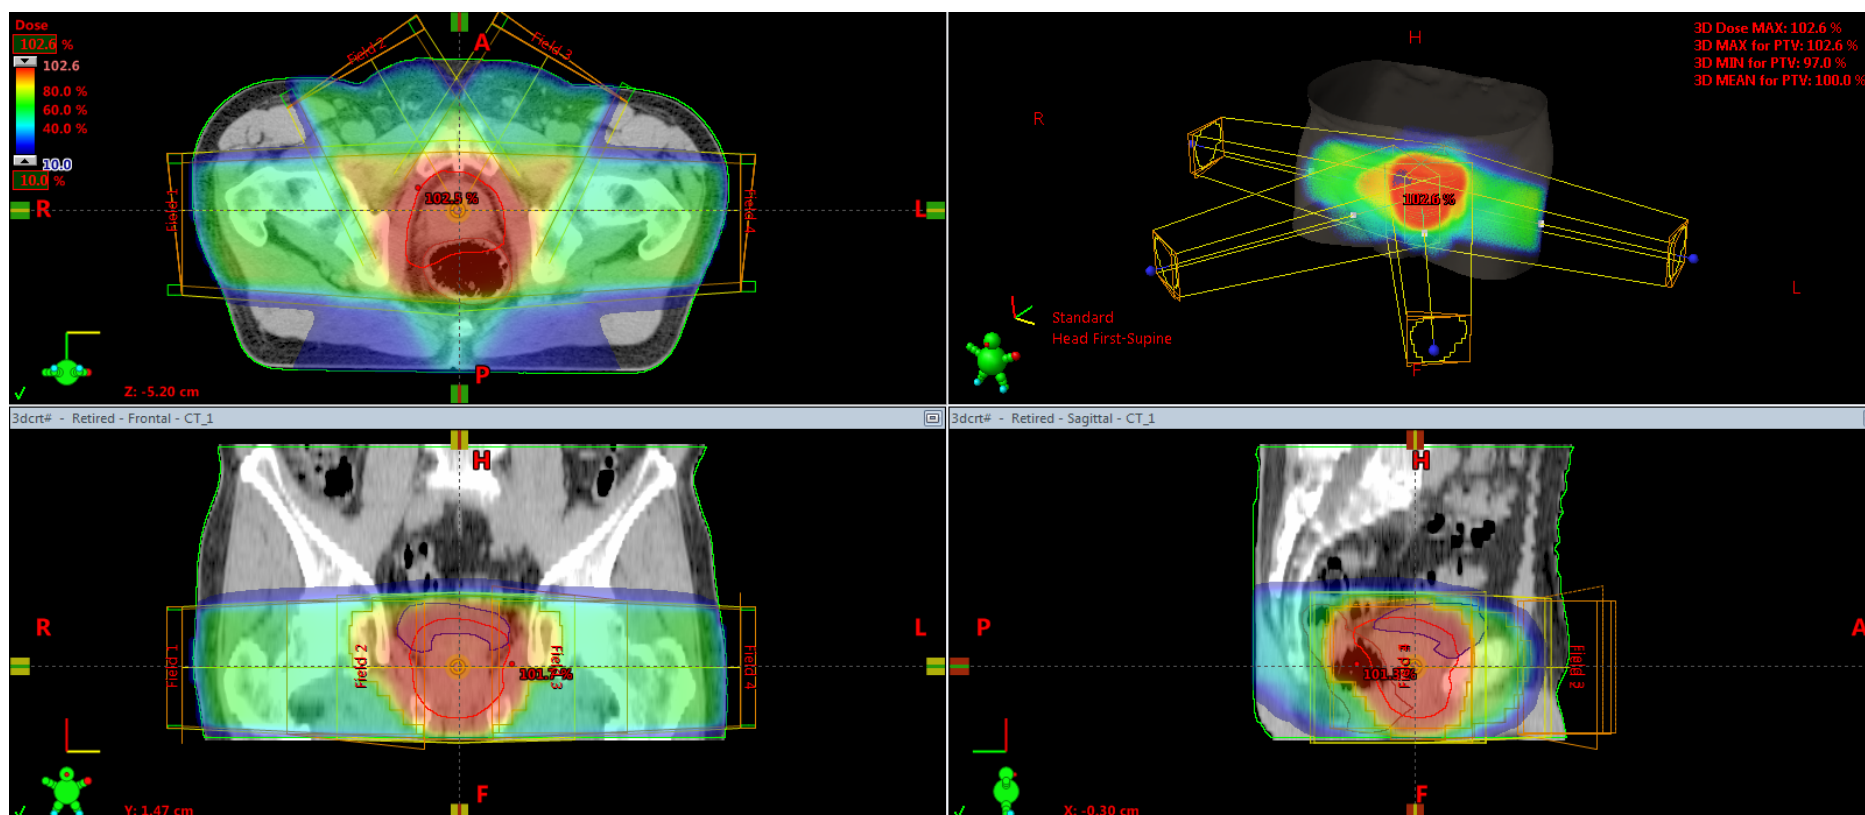 Dose
102.6 %
102.6
80.0 %
60.0 %
40.0 %
10.0
10.0 %
A
Field 2
Field 3
R
Field 1
102.5 %
Field 4
L
P
Z: -5.20 cm
H
R
L
F
102.6 %
3D Dose MAX: 102.6 %
3D MAX for PTV: 102.6 %
3D MIN for PTV: 97.0 %
3D MEAN for PTV: 100.0 %
Standard
Head First-Supine
3dcrt# - Retired - Frontal - CT_1
H
R
L
Field 1
Field 2
Field 3
Field 4
101.7 %
F
Y: 1.47 cm
3dcrt# - Retired - Sagittal - CT_1
H
P
A
Field 3
101.3 %
F
X: -0.30 cm